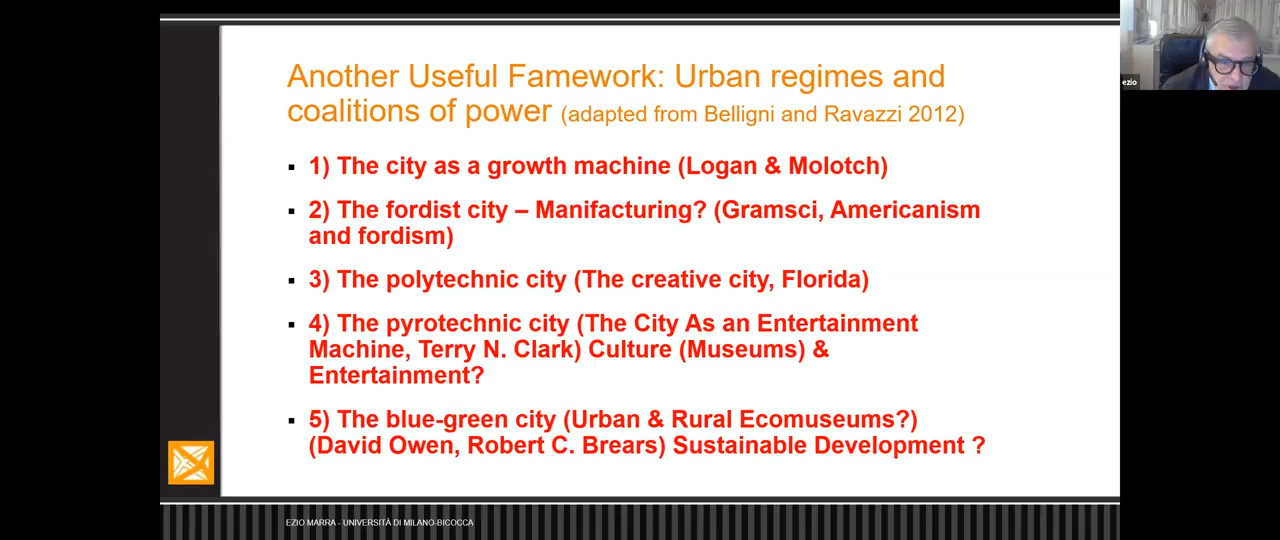 Another Useful Famework: Urban regimes and
coalitions of power (adapted from Belligni and Ravazzi 2012)
1) The city as a growth machine (Logan & Molotch)
2) The fordist city – Manifacturing? (Gramsci, Americanism
and fordism)
3) The polytechnic city (The creative city, Florida)
4) The pyrotechnic city (The City As an Entertainment
Machine, Terry N. Clark) Culture (Museums) &
Entertainment?
5) The blue-green city (Urban & Rural Ecomuseums?)
(David Owen, Robert C. Brears) Sustainable Development ?
EZIO MARRA - UNIVERSITÀ DI MILANO-BICOCCA
ezio